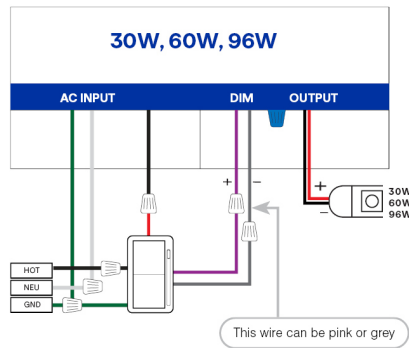 30W, 60W, 96W
AC INPUT DIM OUTPUT
+ −
+
−
30W
60W
96W
HOT
NEU
GND
This wire can be pink or grey